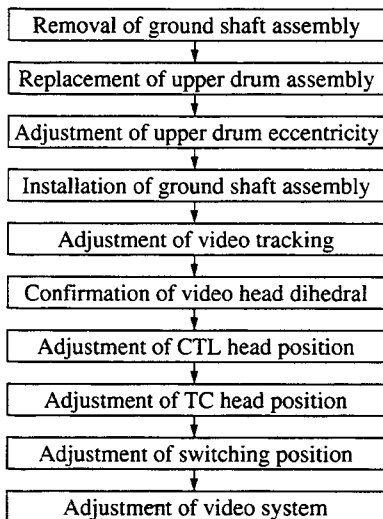 Removal of ground shaft assembly
Replacement of upper drum assembly
Adjustment of upper drum eccentricity
Installation of ground shaft assembly
Adjustment of video tracking
Confirmation of video head dihedral
Adjustment of CTL head position
Adjustment of TC head position
Adjustment of switching position
Adjustment of video system